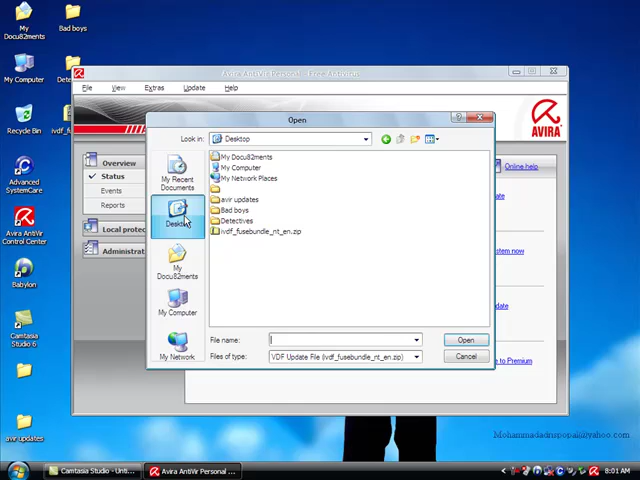 My Docu82ments
Bad boys
My Computer
Recycle Bin
Advanced SystemCare
Avira AntiVir Control Center
Babylon
Camtasia Studio 6
avir updates
Avira AntiVir Personal - Free Antivirus
File
View
Extras
Update
Help
AVIRA
Overview
Status
Events
Reports
Online help
Open
Look in:
Desktop
My Recent Documents
Desktop
My Docu82ments
My Computer
My Network
My Docu82ments
My Computer
My Network Places
avir updates
Bad boys
Detectives
ivdf_fusebundle_nt_en.zip
File name:
Open
Files of type:
VDF Update File (ivdf_fusebundle_nt_en.zip)
Cancel
to Premium
Mohammadadnspopal@yahoo.com
Camtasia Studio - Unti...
Avira AntiVir Personal ...
8:01 AM